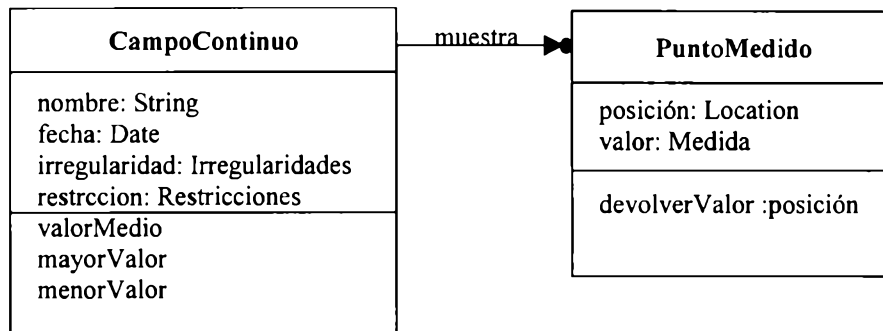 CampoContinuo
nombre: String
fecha: Date
irregularidad: Irregularidades
restrccion: Restricciones
valorMedio
mayorValor
menorValor
muestra
PuntoMedido
posición: Location
valor: Medida
devolverValor :posición